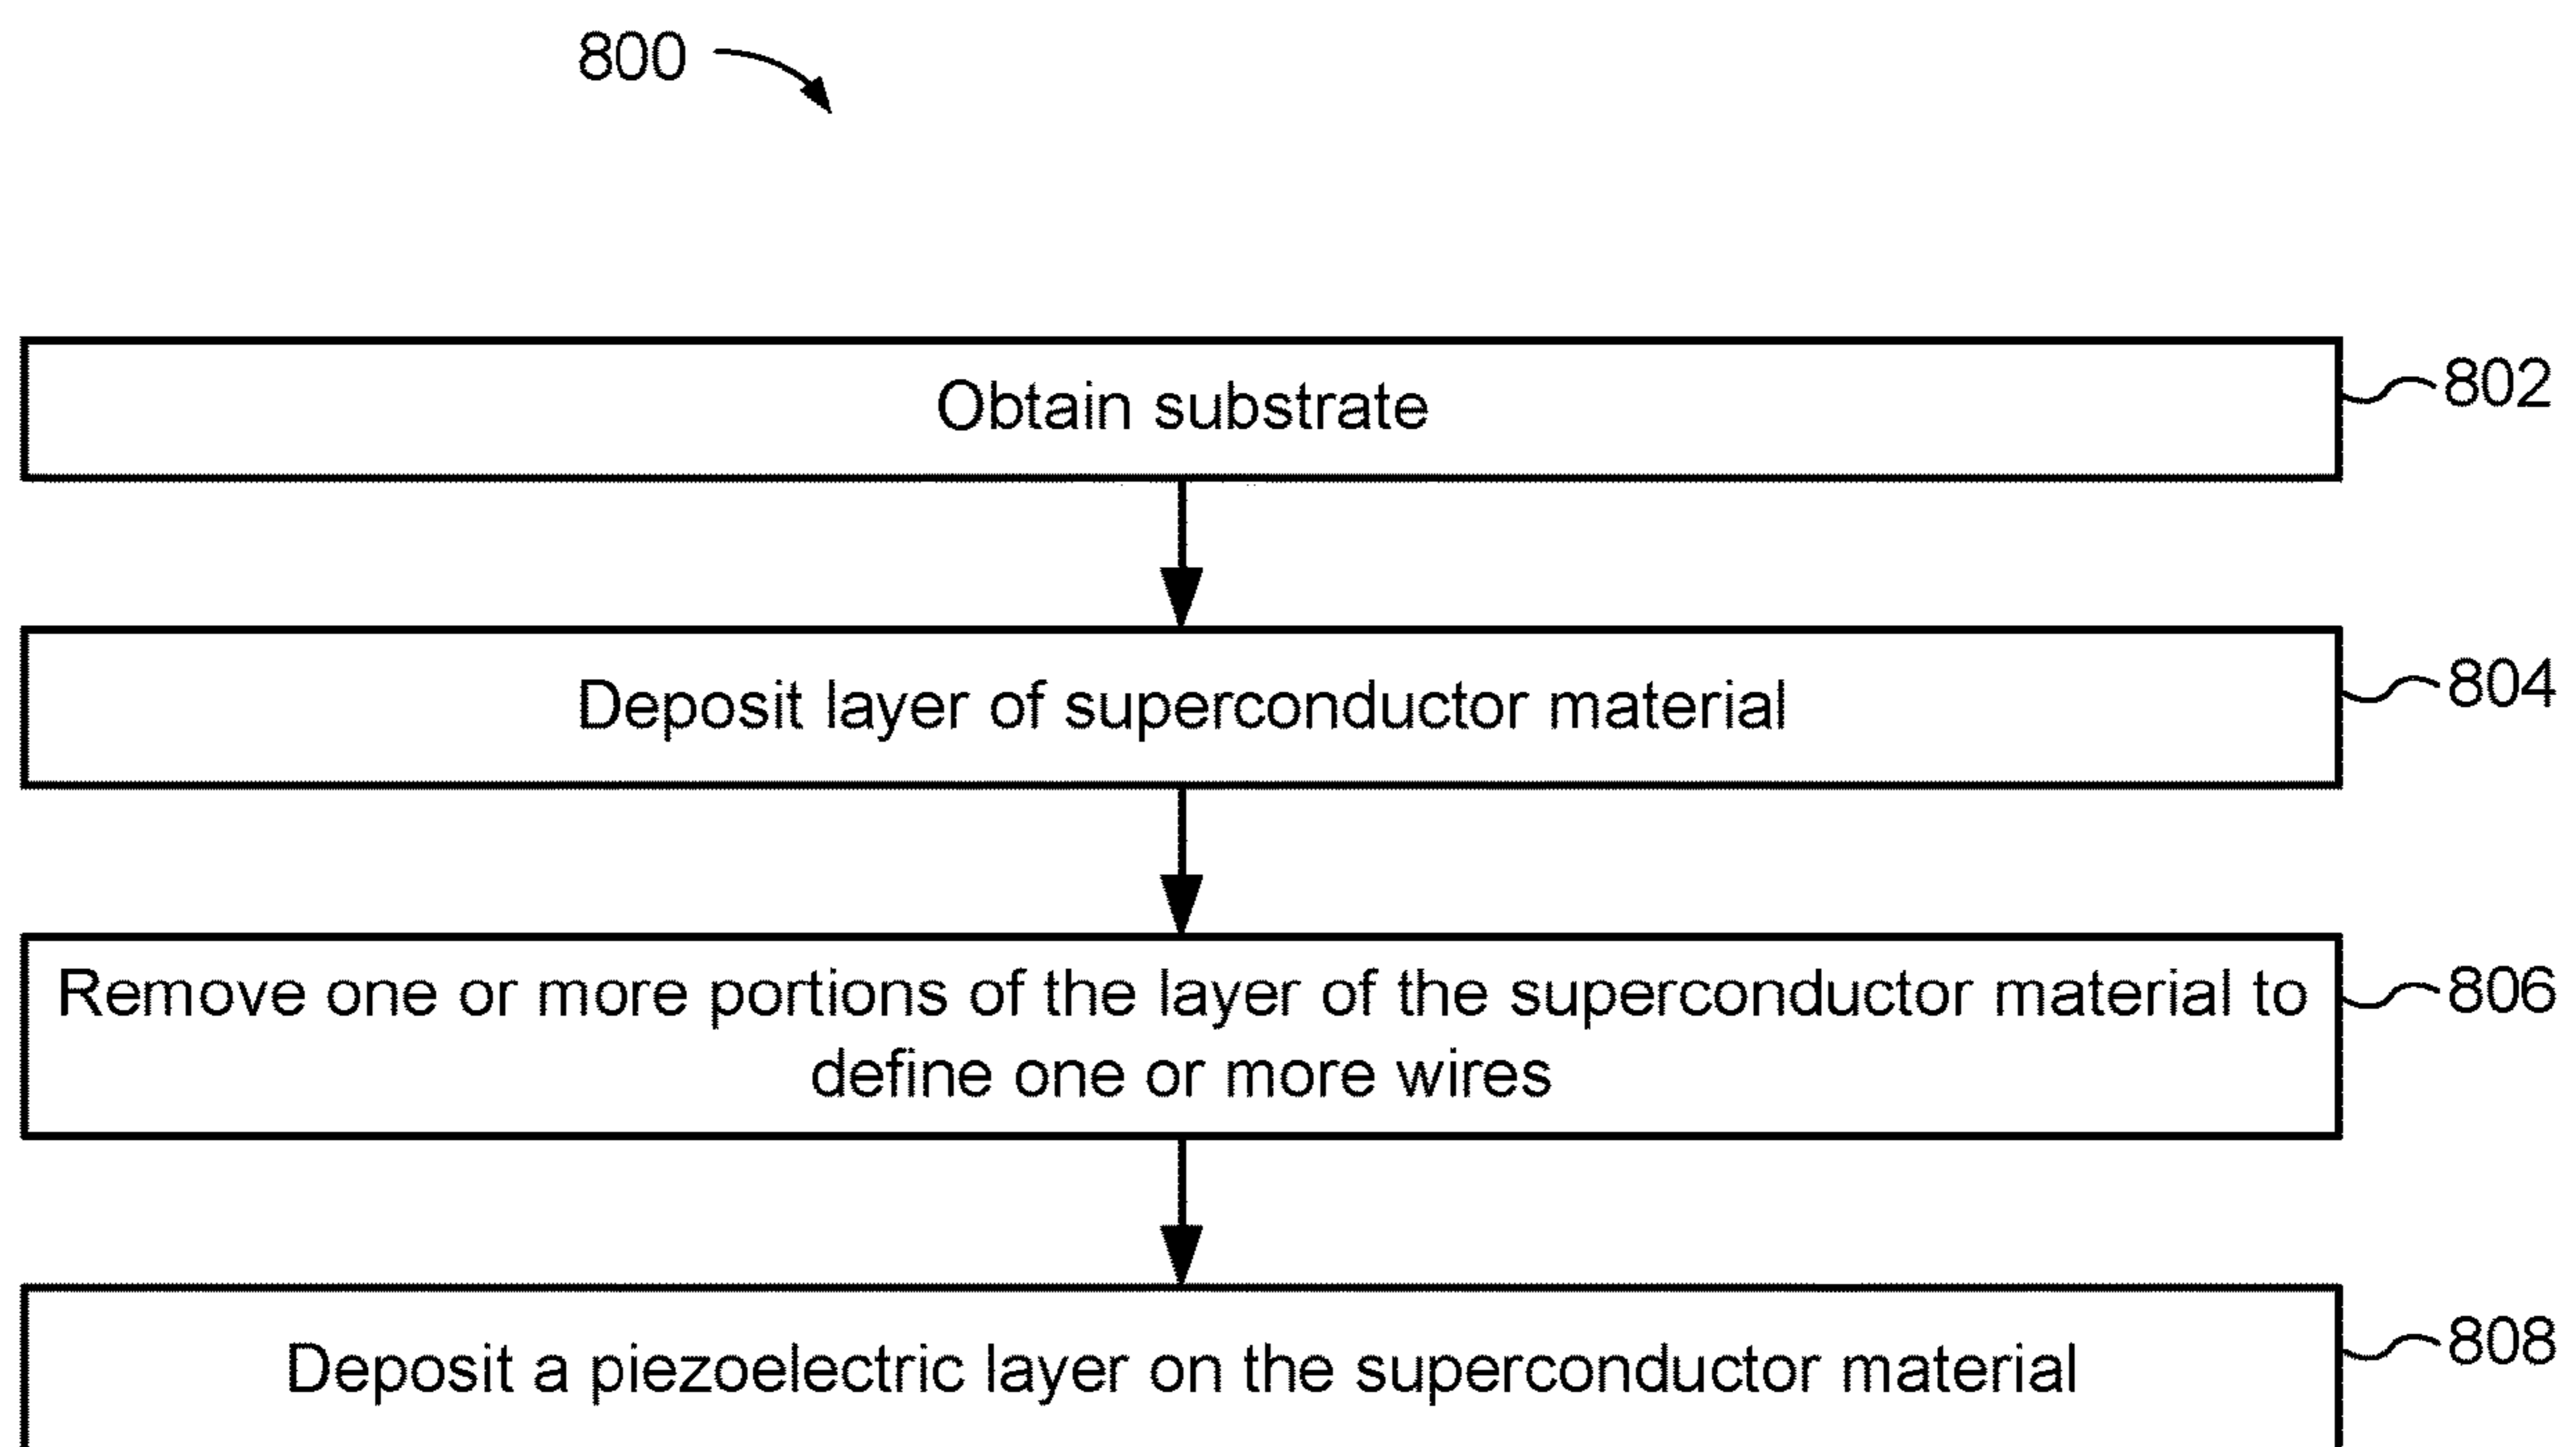 800
Obtain substrate
802
Deposit layer of superconductor material
804
Remove one or more portions of the layer of the superconductor material to
define one or more wires
806
Deposit a piezoelectric layer on the superconductor material
808